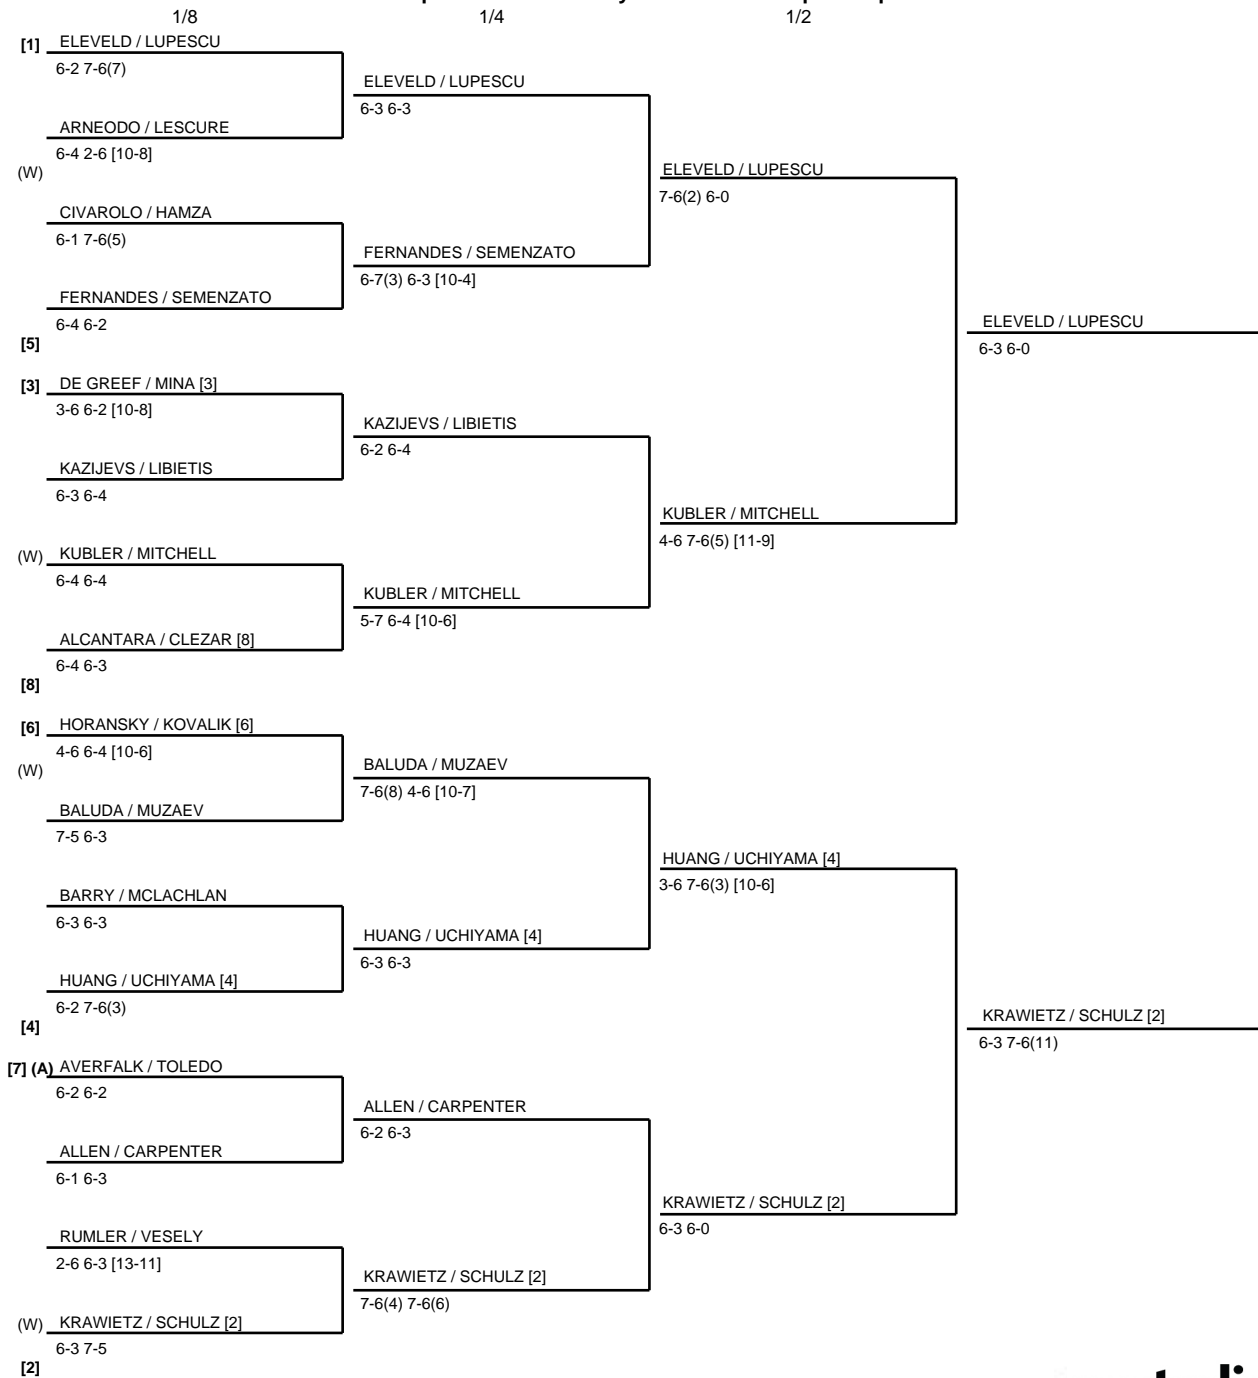 1/8
1/4
1/2
[1] ELEVELD / LUPESCU
6-2 7-6(7)
ELEVELD / LUPESCU
6-3 6-3
ARNEODO / LESCURE
6-4 2-6 [10-8]
(W)
ELEVELD / LUPESCU
7-6(2) 6-0
CIVAROLO / HAMZA
6-1 7-6(5)
FERNANDES / SEMENZATO
6-7(3) 6-3 [10-4]
FERNANDES / SEMENZATO
6-4 6-2
[5]
ELEVELD / LUPESCU
6-3 6-0
[3] DE GREEF / MINA [3]
3-6 6-2 [10-8]
KAZIJEVS / LIBIETIS
6-2 6-4
KAZIJEVS / LIBIETIS
6-3 6-4
KUBLER / MITCHELL
4-6 7-6(5) [11-9]
(W) KUBLER / MITCHELL
6-4 6-4
KUBLER / MITCHELL
5-7 6-4 [10-6]
ALCANTARA / CLEZAR [8]
6-4 6-3
[8]
[6] HORANSKY / KOVALIK [6]
4-6 6-4 [10-6]
(W)
BALUDA / MUZAEV
7-6(8) 4-6 [10-7]
BALUDA / MUZAEV
7-5 6-3
HUANG / UCHIYAMA [4]
3-6 7-6(3) [10-6]
BARRY / MCLACHLAN
6-3 6-3
HUANG / UCHIYAMA [4]
6-3 6-3
HUANG / UCHIYAMA [4]
6-2 7-6(3)
[4]
KRAWIETZ / SCHULZ [2]
6-3 7-6(11)
[7] (A) AVERFALK / TOLEDO
6-2 6-2
ALLEN / CARPENTER
6-2 6-3
ALLEN / CARPENTER
6-1 6-3
KRAWIETZ / SCHULZ [2]
6-3 6-0
RUMLER / VESELY
2-6 6-3 [13-11]
KRAWIETZ / SCHULZ [2]
7-6(4) 7-6(6)
(W) KRAWIETZ / SCHULZ [2]
6-3 7-5
[2]